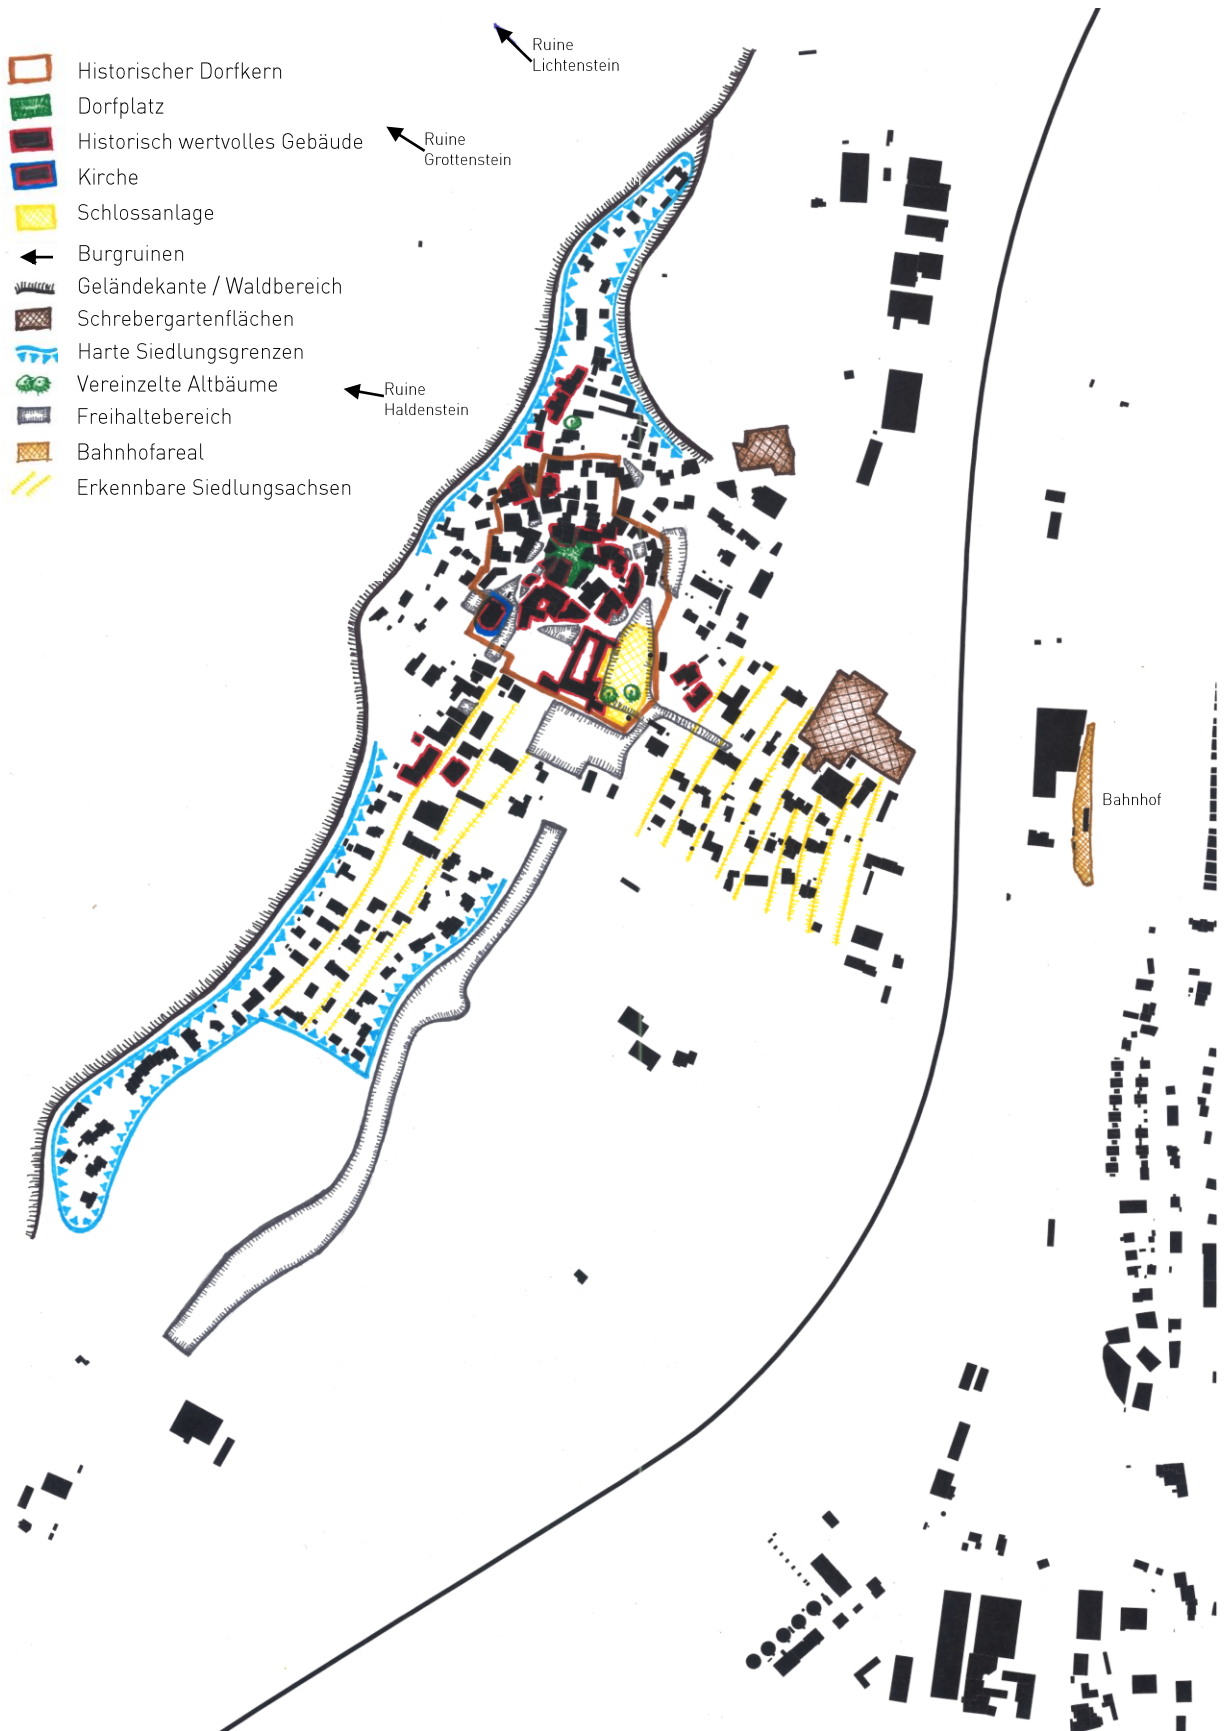 Ruine
Lichtenstein
Historischer Dorfkern
Dorfplatz
Historisch wertvolles Gebäude
Ruine
Grottenstein
Kirche
Schlossanlage
Burgruinen
Geländekante / Waldbereich
Schrebergartenflächen
Harte Siedlungsgrenzen
Vereinzelte Altbäume
Ruine
Haldenstein
Freihaltebereich
Bahnhofareal
Erkennbare Siedlungsachsen
Bahnhof